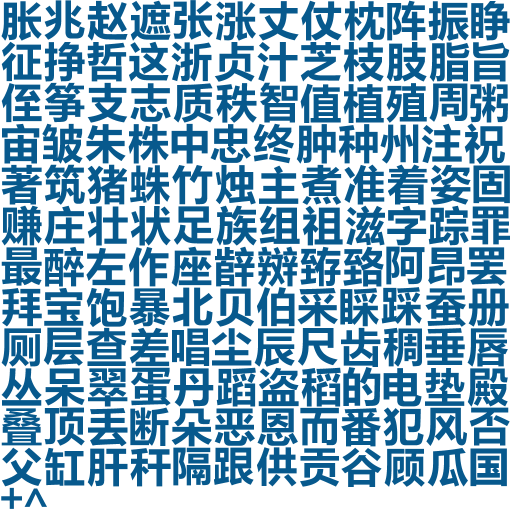 胀兆赵遮张涨丈仗枕阵振睁
征挣哲这浙贞汁芝枝肢脂旨
侄筝支志质秩智值植殖周粥
宙皱朱株中忠终肿种州注祝
著筑猪蛛竹烛主煮准着姿固
赚庄壮状足族组祖滋字踪罪
最醉左作座辟辩臵臵阿昂罢
拜宝饱暴北贝伯采睬踩蚕册
厕层查差唱尘辰尺齿稠垂唇
丛呆翠蛋丹蹈盗稻的电垫殿
叠顶丢断朵恶恩而番犯风否
父缸肝秆隔跟供贡谷顾瓜国
十^